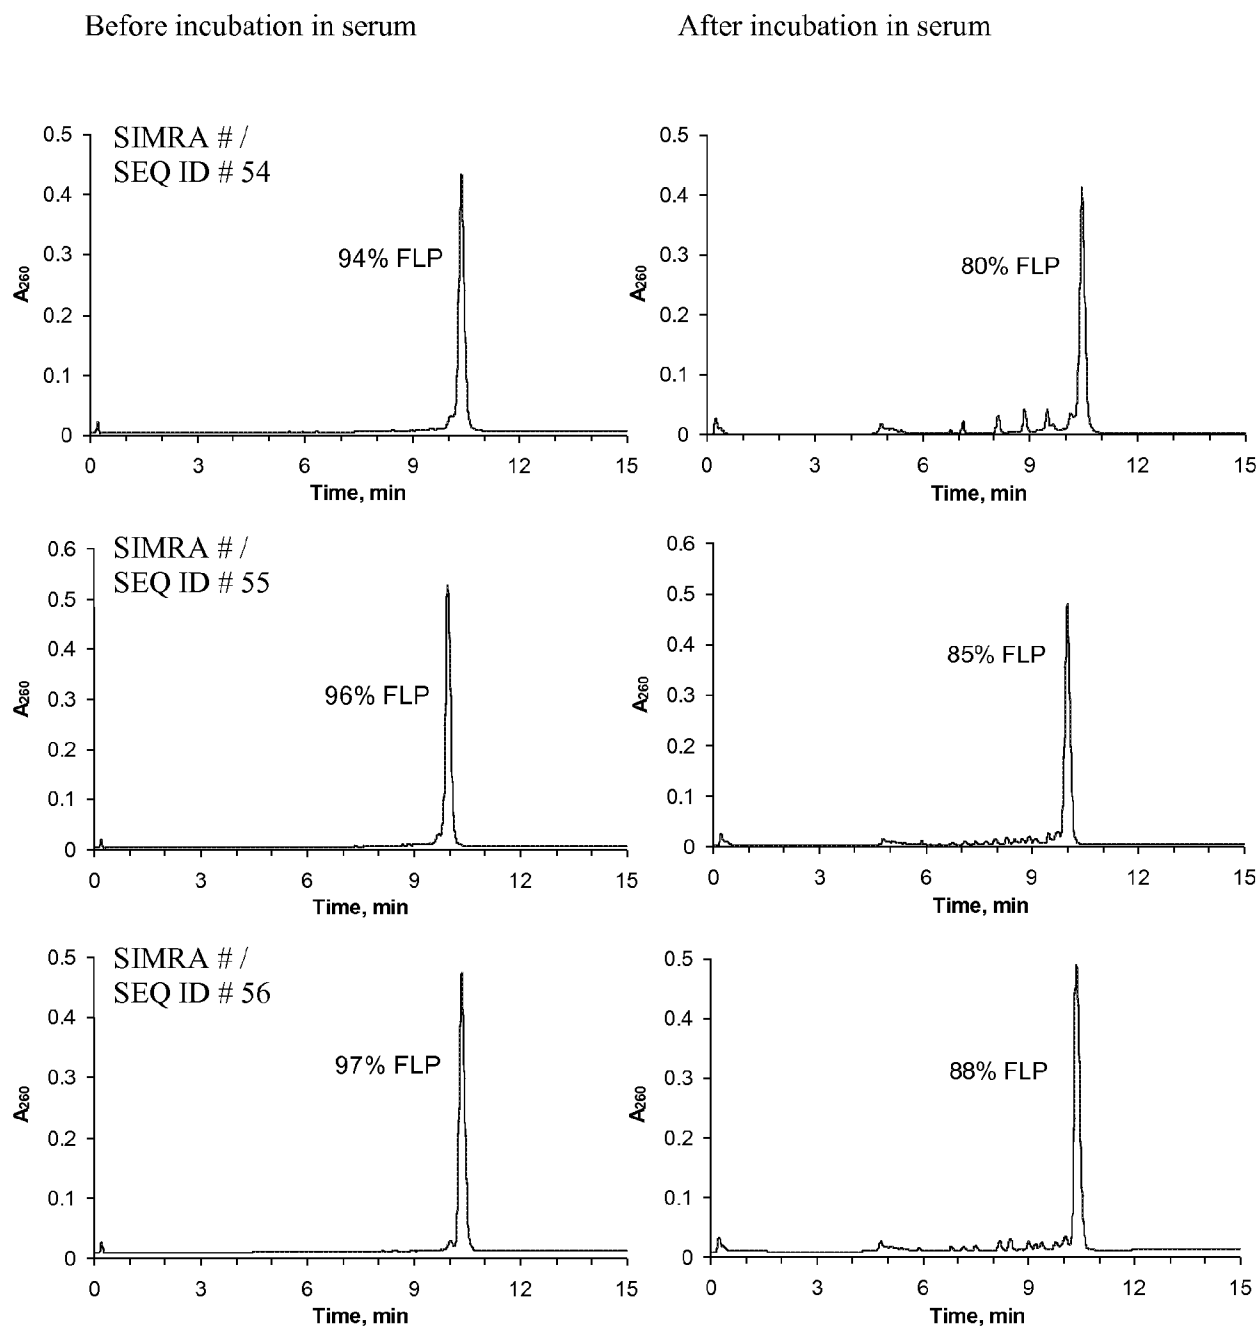 Before incubation in serum
After incubation in serum
SIMRA # /
SEQ ID # 54
94% FLP
A260
0.5
0.4
0.3
0.2
0.1
0
0 3 6 9 12 15
Time, min
80% FLP
A260
0.5
0.4
0.3
0.2
0.1
0
0 3 6 9 12 15
Time, min
SIMRA # /
SEQ ID # 55
96% FLP
A260
0.6
0.5
0.4
0.3
0.2
0.1
0
0 3 6 9 12 15
Time, min
85% FLP
A260
0.6
0.5
0.4
0.3
0.2
0.1
0
0 3 6 9 12 15
Time, min
SIMRA # /
SEQ ID # 56
97% FLP
A260
0.5
0.4
0.3
0.2
0.1
0
0 3 6 9 12 15
Time, min
88% FLP
A260
0.5
0.4
0.3
0.2
0.1
0
0 3 6 9 12 15
Time, min